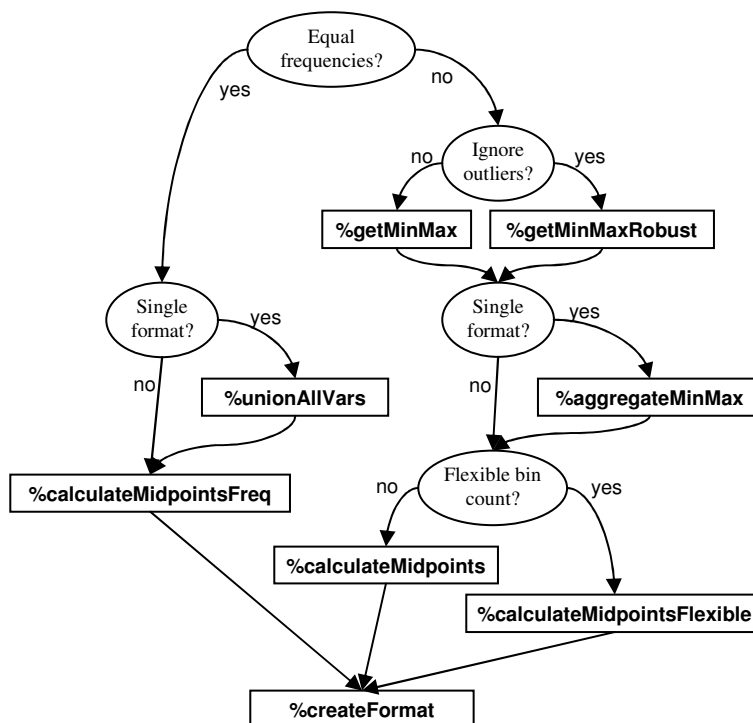 Equal
frequencies?
yes
no
Ignore
outliers?
no
yes
%getMinMax
%getMinMaxRobust
Single
format?
yes
no
%unionAllVars
Single
format?
yes
no
%aggregateMinMax
%calculateMidpointsFreq
Flexible bin
count?
no
yes
%calculateMidpoints
%calculateMidpointsFlexible
%createFormat